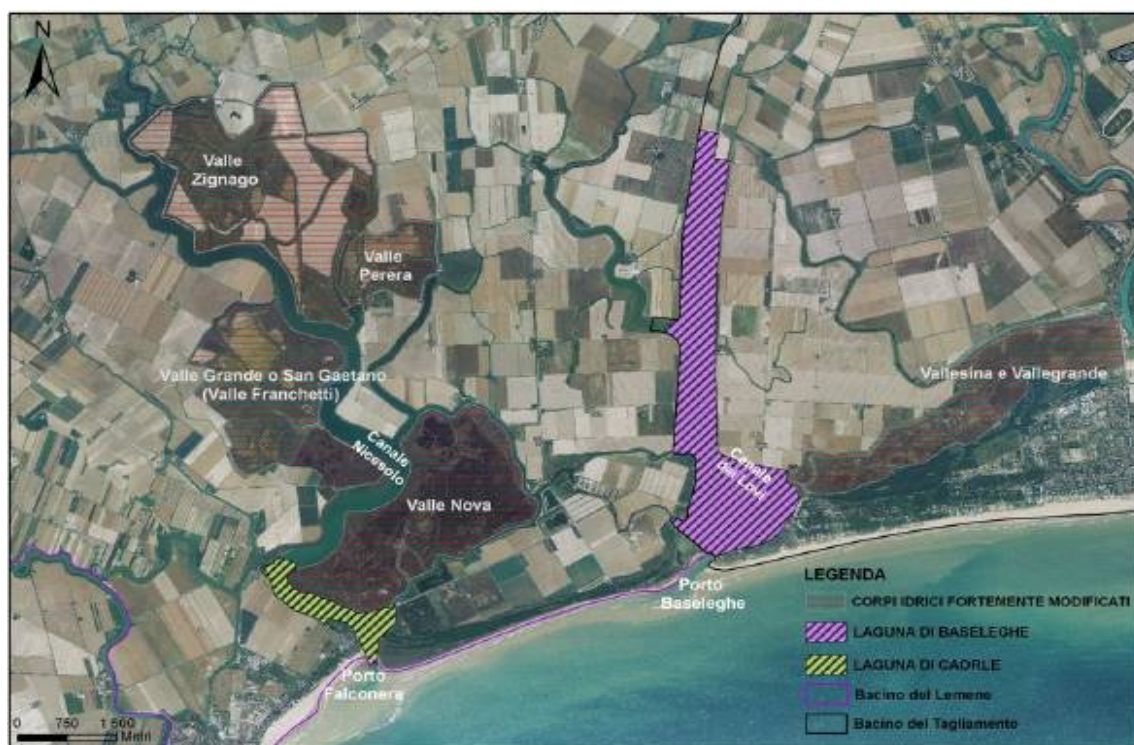 N
Valle
Zignago
Valle
Perera
Valle Grande o San Gaetano
(Valle Franchetti)
Canale
Nicesolo
Valle Nova
Vallesina e Vallegrande
Canale
dei Lovi
Porto
Baseleghe
Porto
Falconera
LEGENDA
CORPI IDRICI FORTEMENTE MODIFICATI
LAGUNA DI BASELEGHE
LAGUNA DI CAORLE
Bacino del Lemene
Bacino del Tagliamento
0 750 1 500
Metri